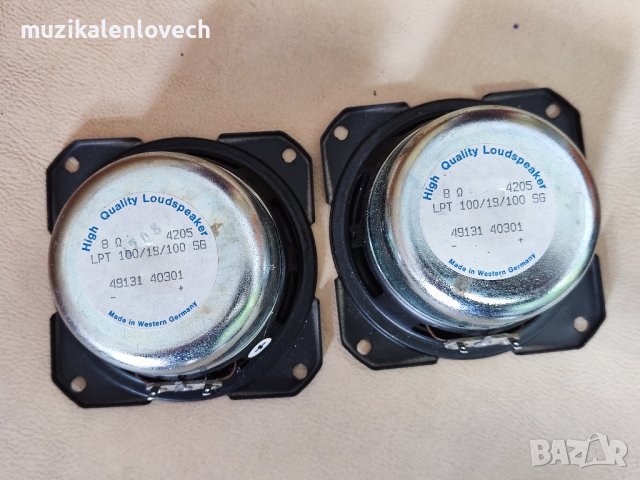 muzikalenlovech
High Quality Loudspeaker
8 Ω 4205
LPT 100/19/100 SG
49131 40301
- +
Made in Western Germany
High Quality Loudspeaker
8 Ω 4205
LPT 100/19/100 SG
49131 40301
- +
Made in Western Germany
BAZAR